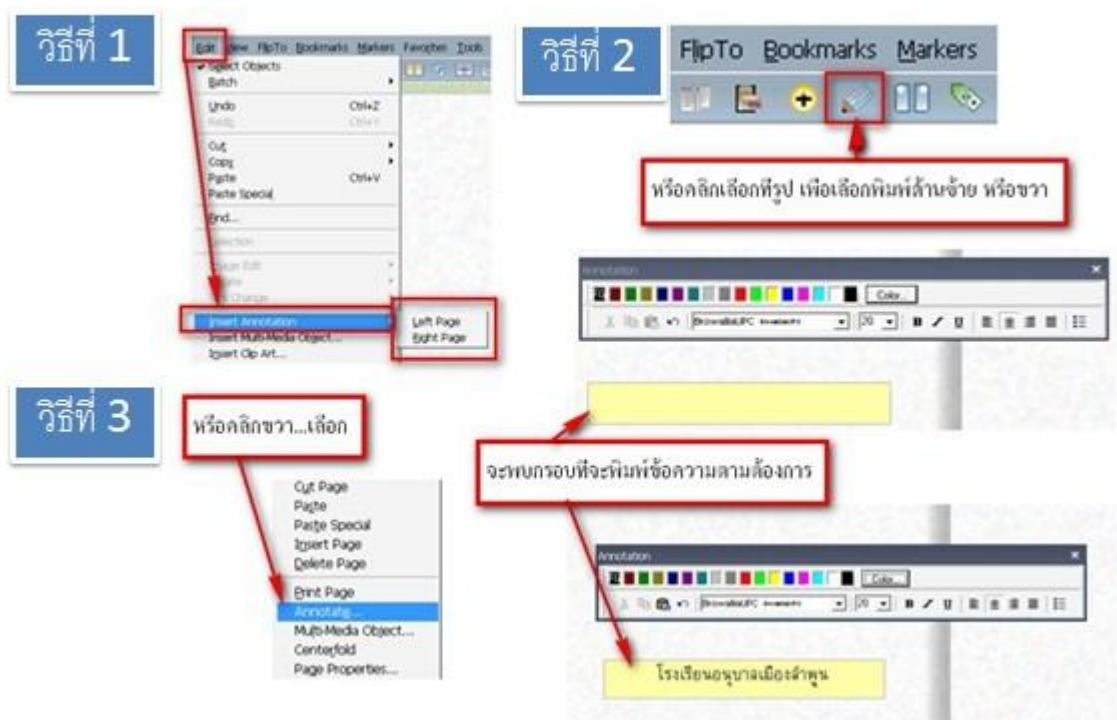 วิธีที่ 1
Edit View FlipTo Bookmarks Markers Favorites Tools
Select Objects
Batch
Undo Ctrl+Z
Redo Ctrl+Y
Cut
Copy
Paste Ctrl+V
Paste Special
Find...
Selection
Insert Annotation
Left Page
Right Page
Insert Multi-Media Object...
Insert Clip Art...
วิธีที่ 2
FlipTo Bookmarks Markers
หรือคลิกเลือกที่รูป เพื่อเลือกพิมพ์ด้านซ้าย หรือขวา
Annotation
Color...
BrowalliaUPC
20
B I U
วิธีที่ 3
หรือคลิกขวา...เลือก
Cut Page
Paste
Paste Special
Insert Page
Delete Page
Print Page
Annotate...
Multi-Media Object...
Centerfold
Page Properties...
จะพบกรอบที่จะพิมพ์ข้อความตามต้องการ
Annotation
Color...
BrowalliaUPC
20
B I U
โรงเรียนอนุบาลเมืองลำพูน